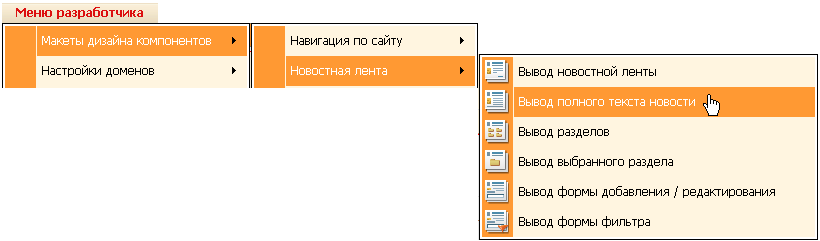 Меню разработчика
Макеты дизайна компонентов
Настройки доменов
Навигация по сайту
Новостная лента
Вывод новостной ленты
Вывод полного текста новости
Вывод разделов
Вывод выбранного раздела
Вывод формы добавления / редактирования
Вывод формы фильтра